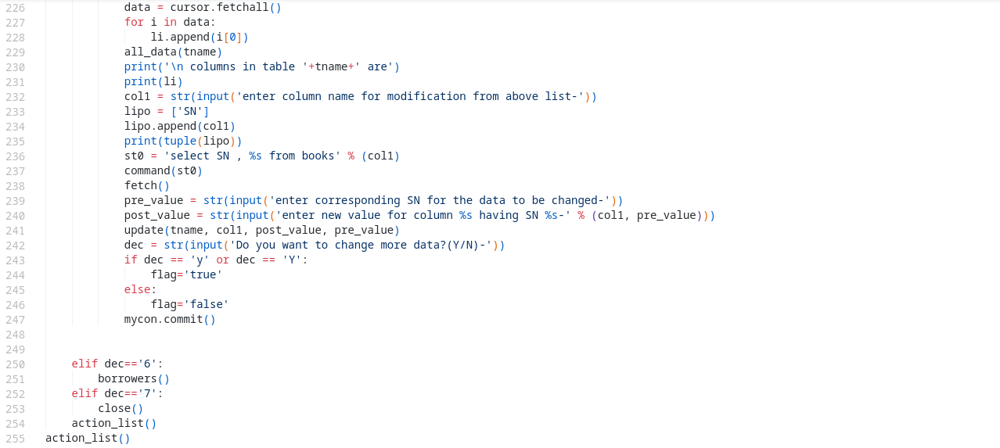 226 data = cursor.fetchall()
227 for i in data:
228 li.append(i[0])
229 all_data(tname)
230 print('\n columns in table '+tname+' are')
231 print(li)
232 col1 = str(input('enter column name for modification from above list-'))
233 lipo = ['SN']
234 lipo.append(col1)
235 print(tuple(lipo))
236 st0 = 'select SN , %s from books' % (col1)
237 command(st0)
238 fetch()
239 pre_value = str(input('enter corresponding SN for the data to be changed-'))
240 post_value = str(input('enter new value for column %s having SN %s-' % (col1, pre_value)))
241 update(tname, col1, post_value, pre_value)
242 dec = str(input('Do you want to change more data?(Y/N)-'))
243 if dec == 'y' or dec == 'Y':
244 flag='true'
245 else:
246 flag='false'
247 mycon.commit()
248
249
250 elif dec=='6':
251 borrowers()
252 elif dec=='7':
253 close()
254 action_list()
255 action_list()